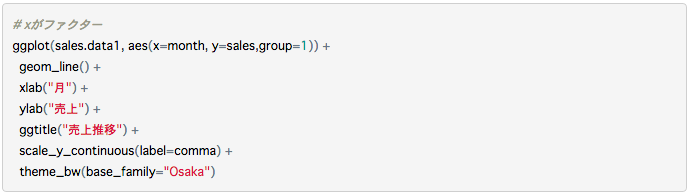 # xがファクター
ggplot(sales.data1, aes(x=month, y=sales,group=1)) +
  geom_line() +
  xlab("月") +
  ylab("売上") +
  ggtitle("売上推移") +
  scale_y_continuous(label=comma) +
  theme_bw(base_family="Osaka")